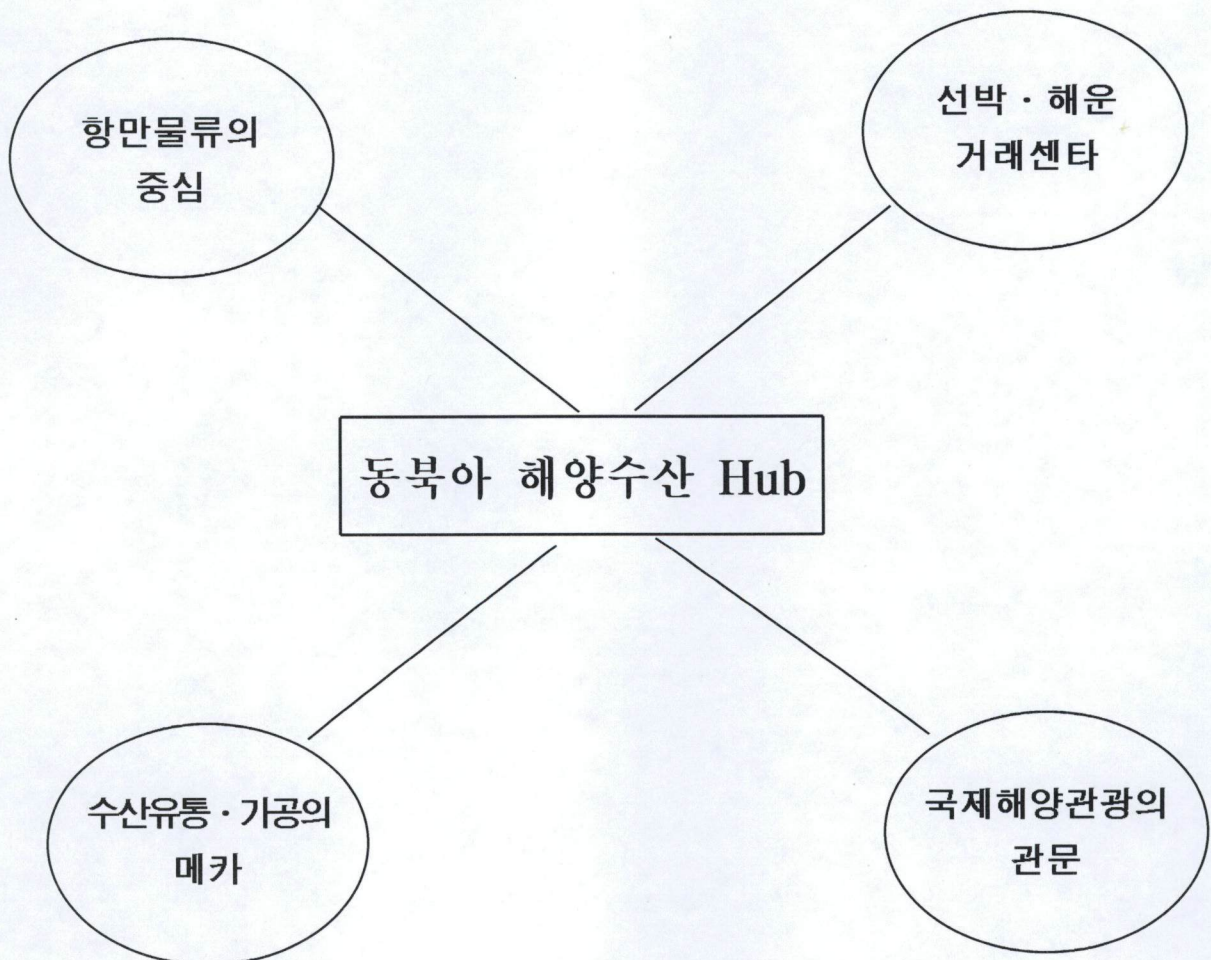 항만물류의
중심
선박 · 해운
거래센타
동북아 해양수산 Hub
수산유통 · 가공의
메카
국제해양관광의
관문